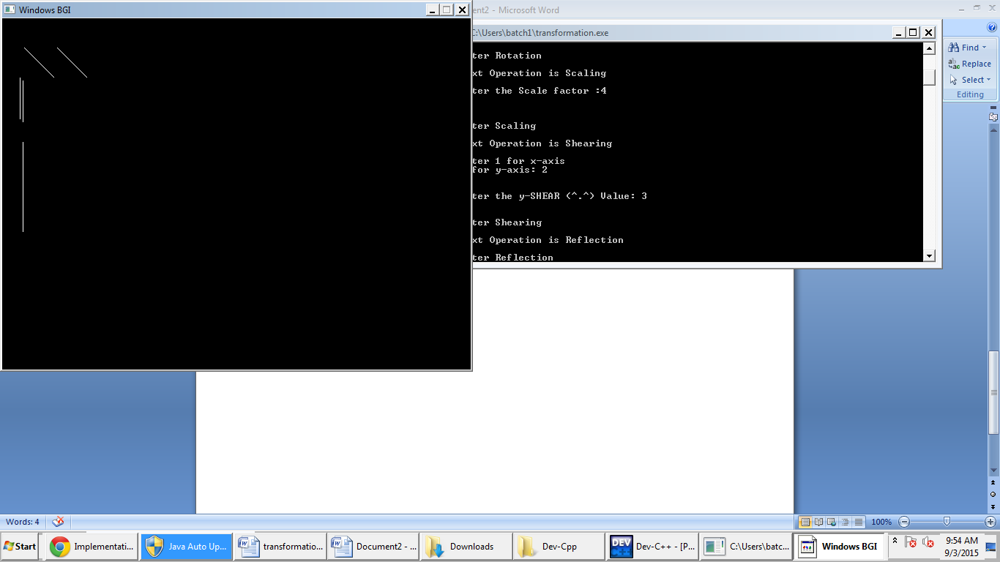 Windows BGI
ent2 - Microsoft Word
C:\Users\batch1\transformation.exe
ter Rotation
xt Operation is Scaling
ter the Scale factor :4
ter Scaling
xt Operation is Shearing
ter 1 for x-axis
for y-axis: 2
ter the y-SHEAR (^.^) Value: 3
ter Shearing
xt Operation is Reflection
ter Reflection
Find
Replace
Select
Editing
Words: 4
100%
Start
Implementati...
Java Auto Up...
transformatio...
Document2 - ...
Downloads
Dev-Cpp
Dev-C++ - [P...
C:\Users\batc...
Windows BGI
9:54 AM
9/3/2015